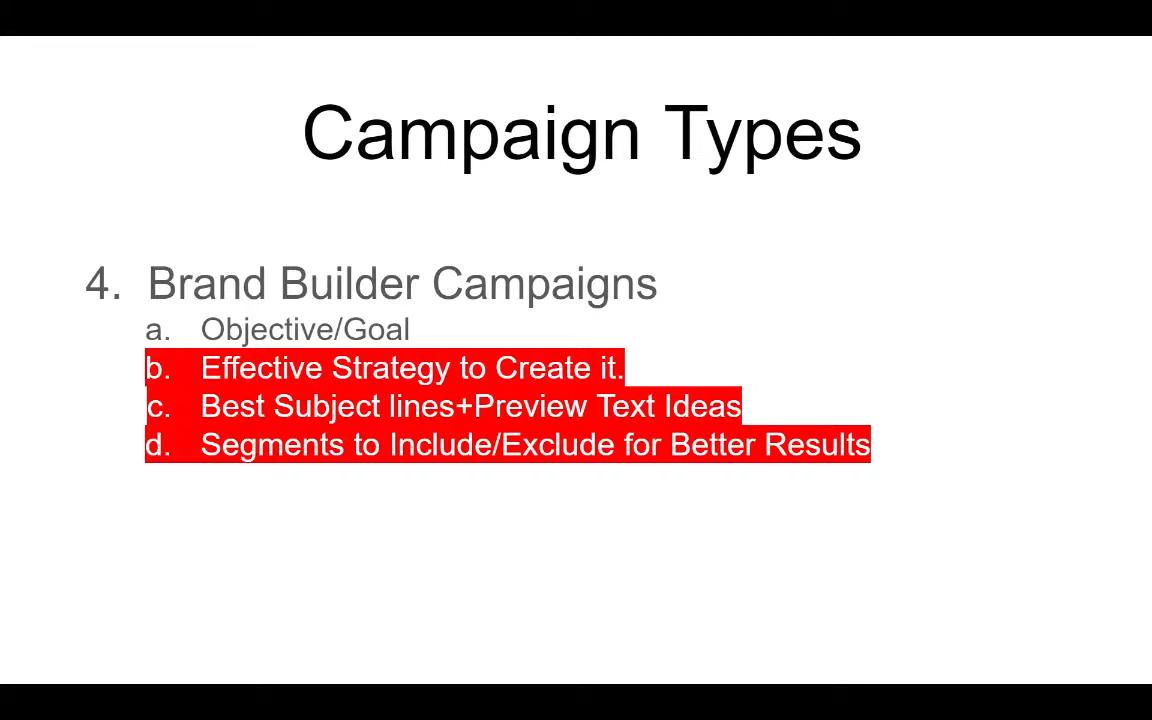 Campaign Types
4. Brand Builder Campaigns
a. Objective/Goal
b. Effective Strategy to Create it.
c. Best Subject lines+Preview Text Ideas
d. Segments to Include/Exclude for Better Results